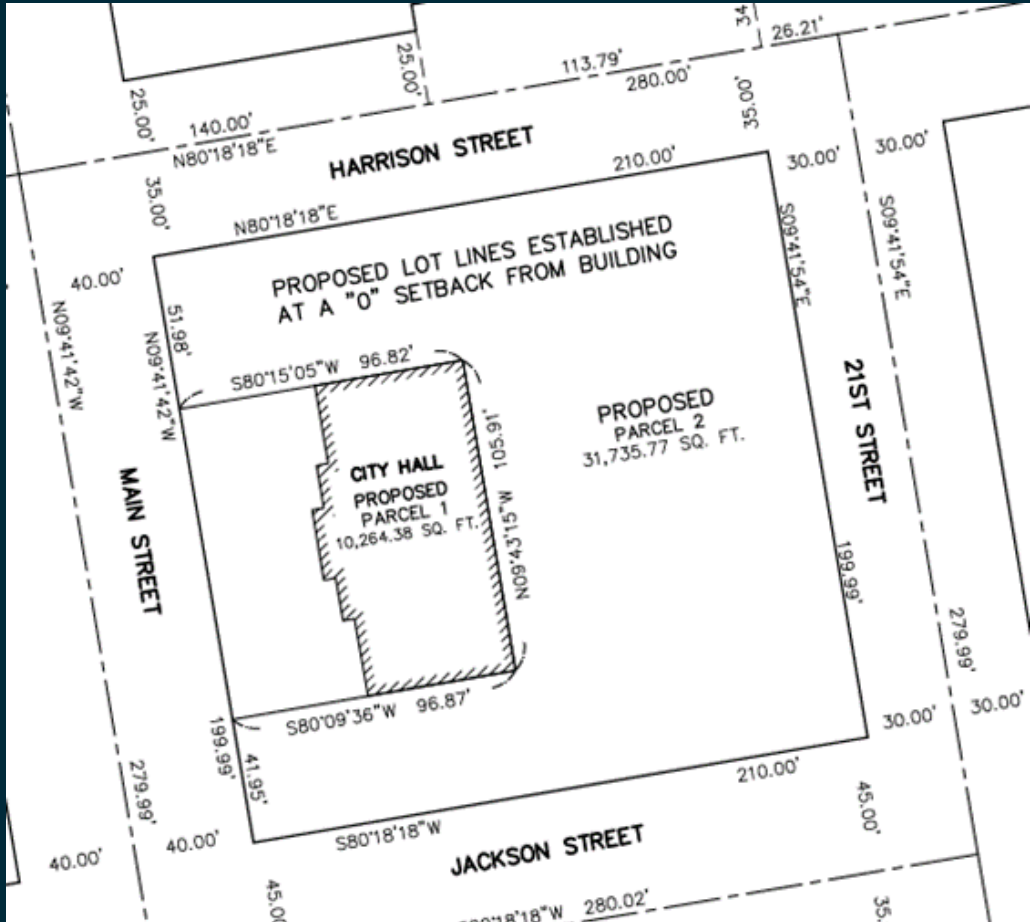 34
26.21'
25.00'
113.79'
280.00'
25.00'
35.00'
140.00'
N80°18'18"E
HARRISON STREET
210.00'
30.00'
30.00'
35.00'
N80°18'18"E
S09°41'54"E
S09°41'54"E
PROPOSED LOT LINES ESTABLISHED
AT A "0" SETBACK FROM BUILDING
40.00'
N09°41'42"W
51.98'
N09°41'42"W
S80°15'05"W 96.82'
105.91'
N09°43'15"W
21ST STREET
PROPOSED
PARCEL 2
31,735.77 SQ. FT.
CITY HALL
PROPOSED
PARCEL 1
10,264.38 SQ. FT.
MAIN STREET
199.99'
279.99'
S80°09'36"W 96.87'
199.99'
41.95'
30.00'
30.00'
279.99'
210.00'
45.00'
40.00'
40.00'
S80°18'18"W
JACKSON STREET
45.00
18'18"W 280.02'
35.